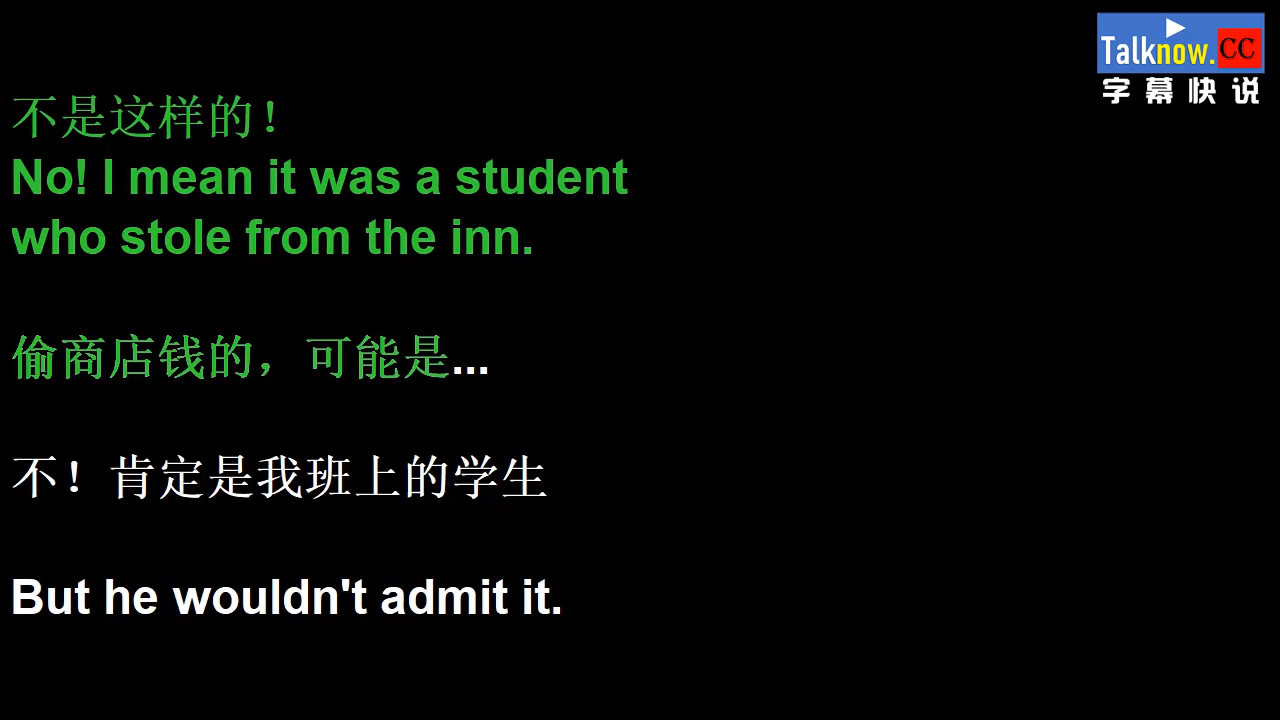 Talknow.CC
字幕快说
不是这样的！
No! I mean it was a student
who stole from the inn.
偷商店钱的，可能是...
不！肯定是我班上的学生
But he wouldn't admit it.